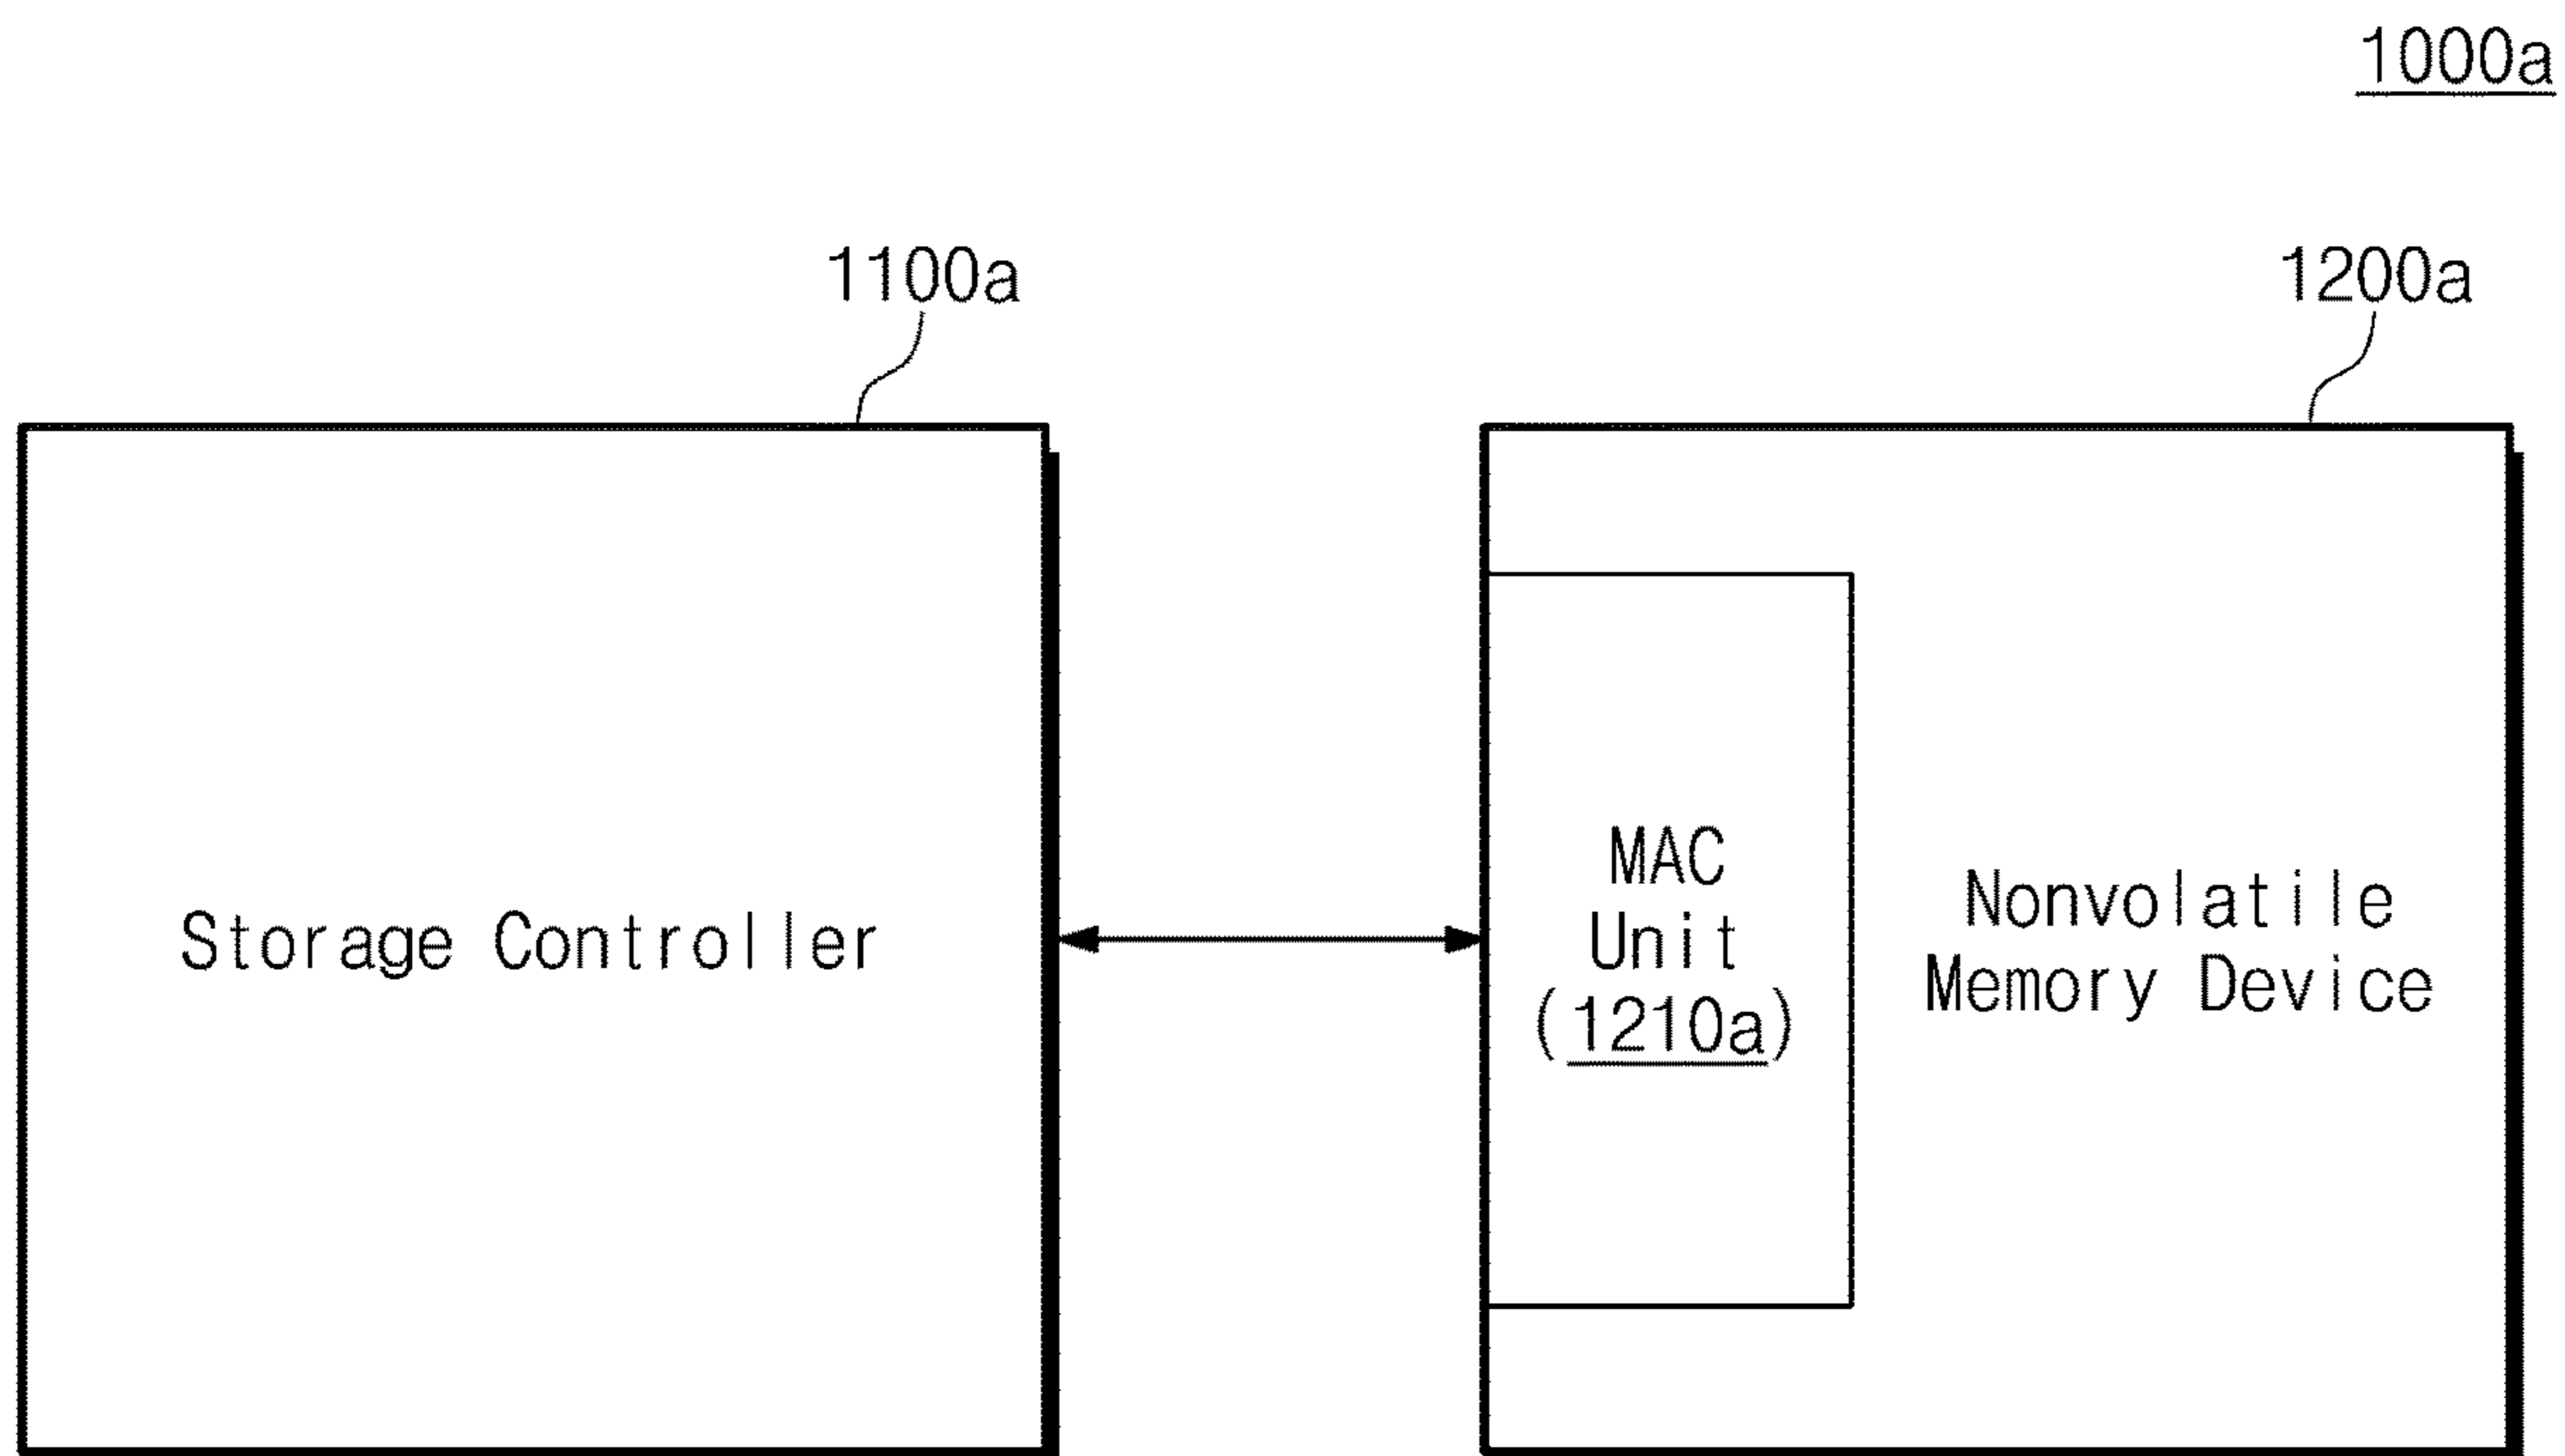 1000a
1100a
1200a
Storage Controller
MAC
Unit
(1210a)
Nonvolatile
Memory Device